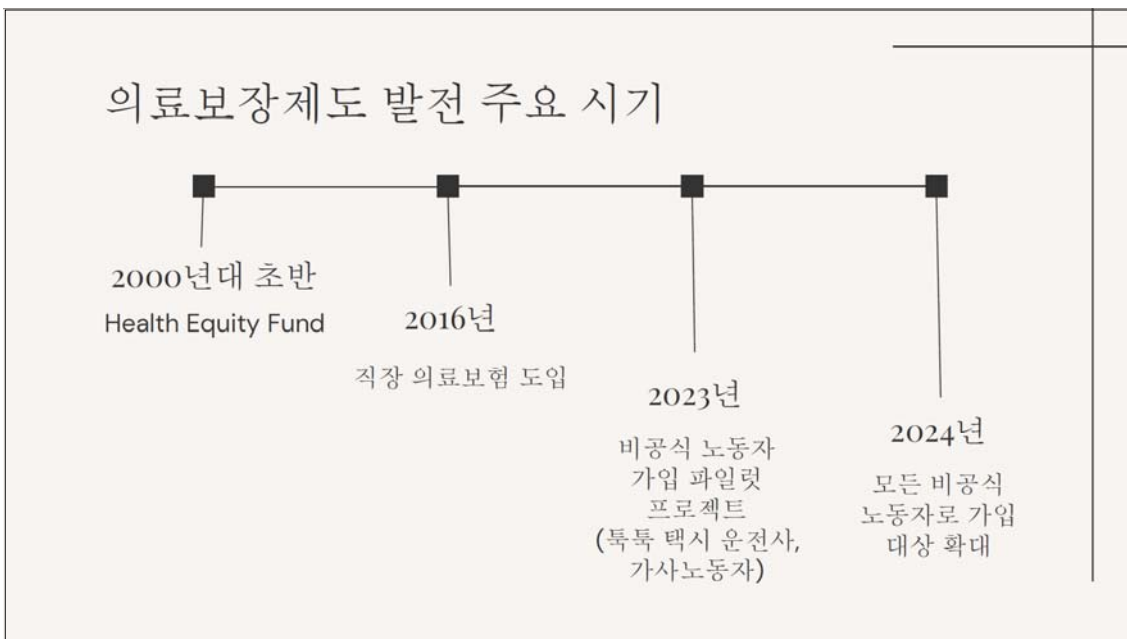 의료보장제도 발전 주요 시기
2000년대 초반
Health Equity Fund
2016년
직장 의료보험 도입
2023년
비공식 노동자
가입 파일럿
프로젝트
(툭툭 택시 운전사,
가사노동자)
2024년
모든 비공식
노동자로 가입
대상 확대